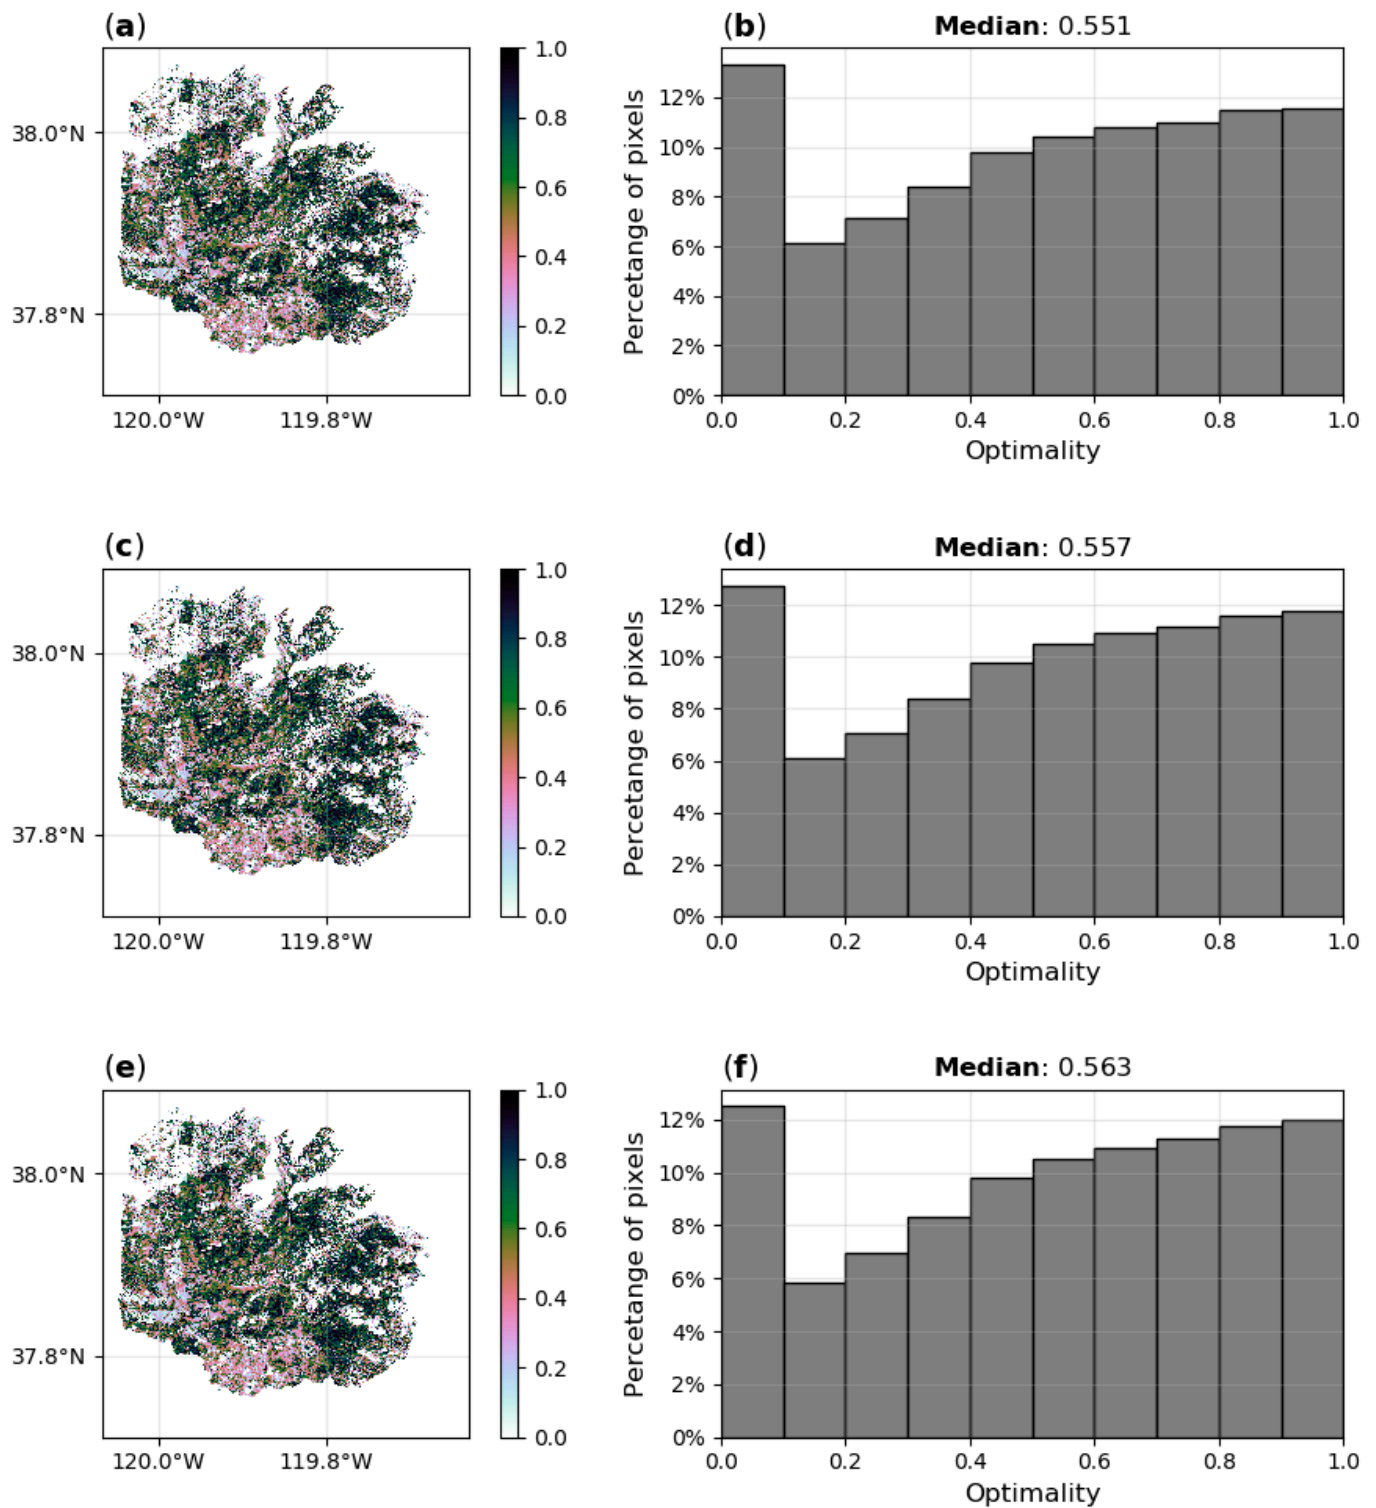 (a)
38.0°N
37.8°N
120.0°W 119.8°W
1.0
0.8
0.6
0.4
0.2
0.0
(b) Median: 0.551
Percetange of pixels
12%
10%
8%
6%
4%
2%
0%
0.0 0.2 0.4 0.6 0.8 1.0
Optimality
(c)
38.0°N
37.8°N
120.0°W 119.8°W
1.0
0.8
0.6
0.4
0.2
0.0
(d) Median: 0.557
Percetange of pixels
12%
10%
8%
6%
4%
2%
0%
0.0 0.2 0.4 0.6 0.8 1.0
Optimality
(e)
38.0°N
37.8°N
120.0°W 119.8°W
1.0
0.8
0.6
0.4
0.2
0.0
(f) Median: 0.563
Percetange of pixels
12%
10%
8%
6%
4%
2%
0%
0.0 0.2 0.4 0.6 0.8 1.0
Optimality